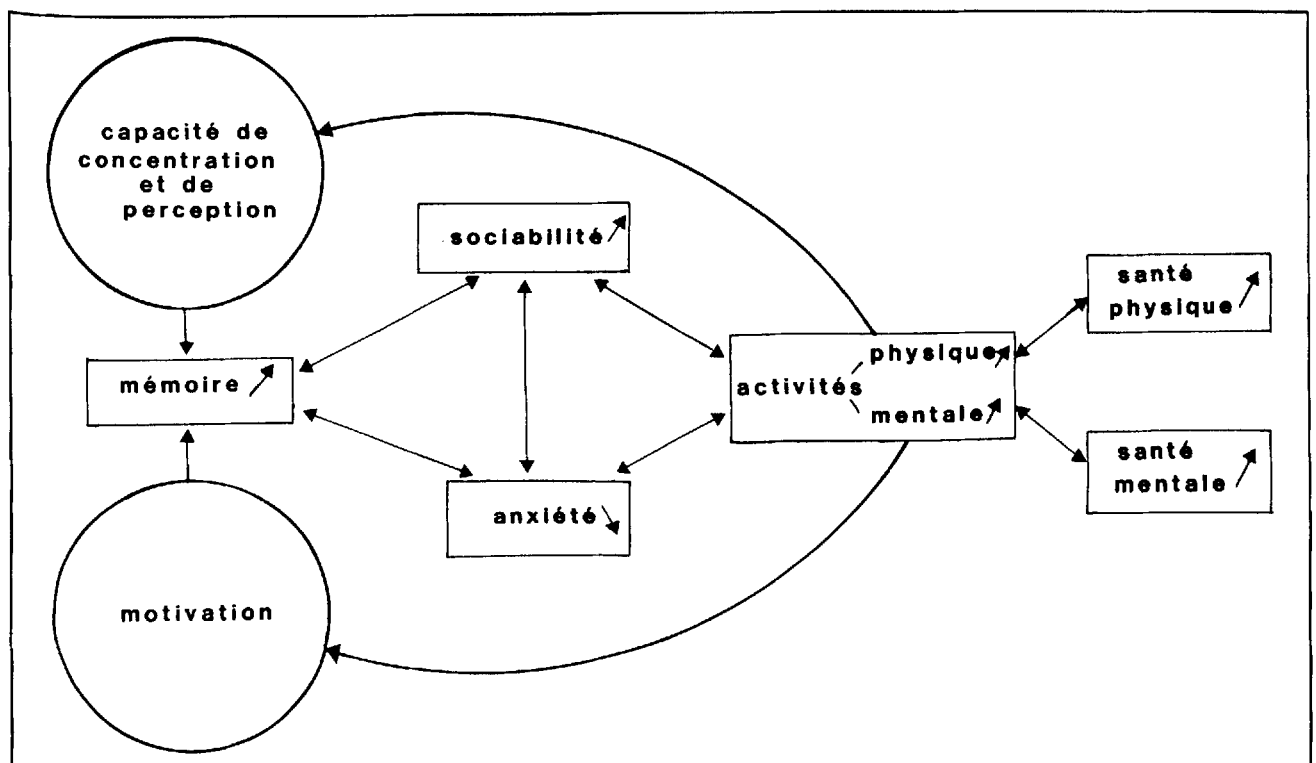 capacité de
concentration
et de
perception
sociabilité
santé
physique
physique
activités
mémoire
mentale
santé
mentale
anxiété
motivation